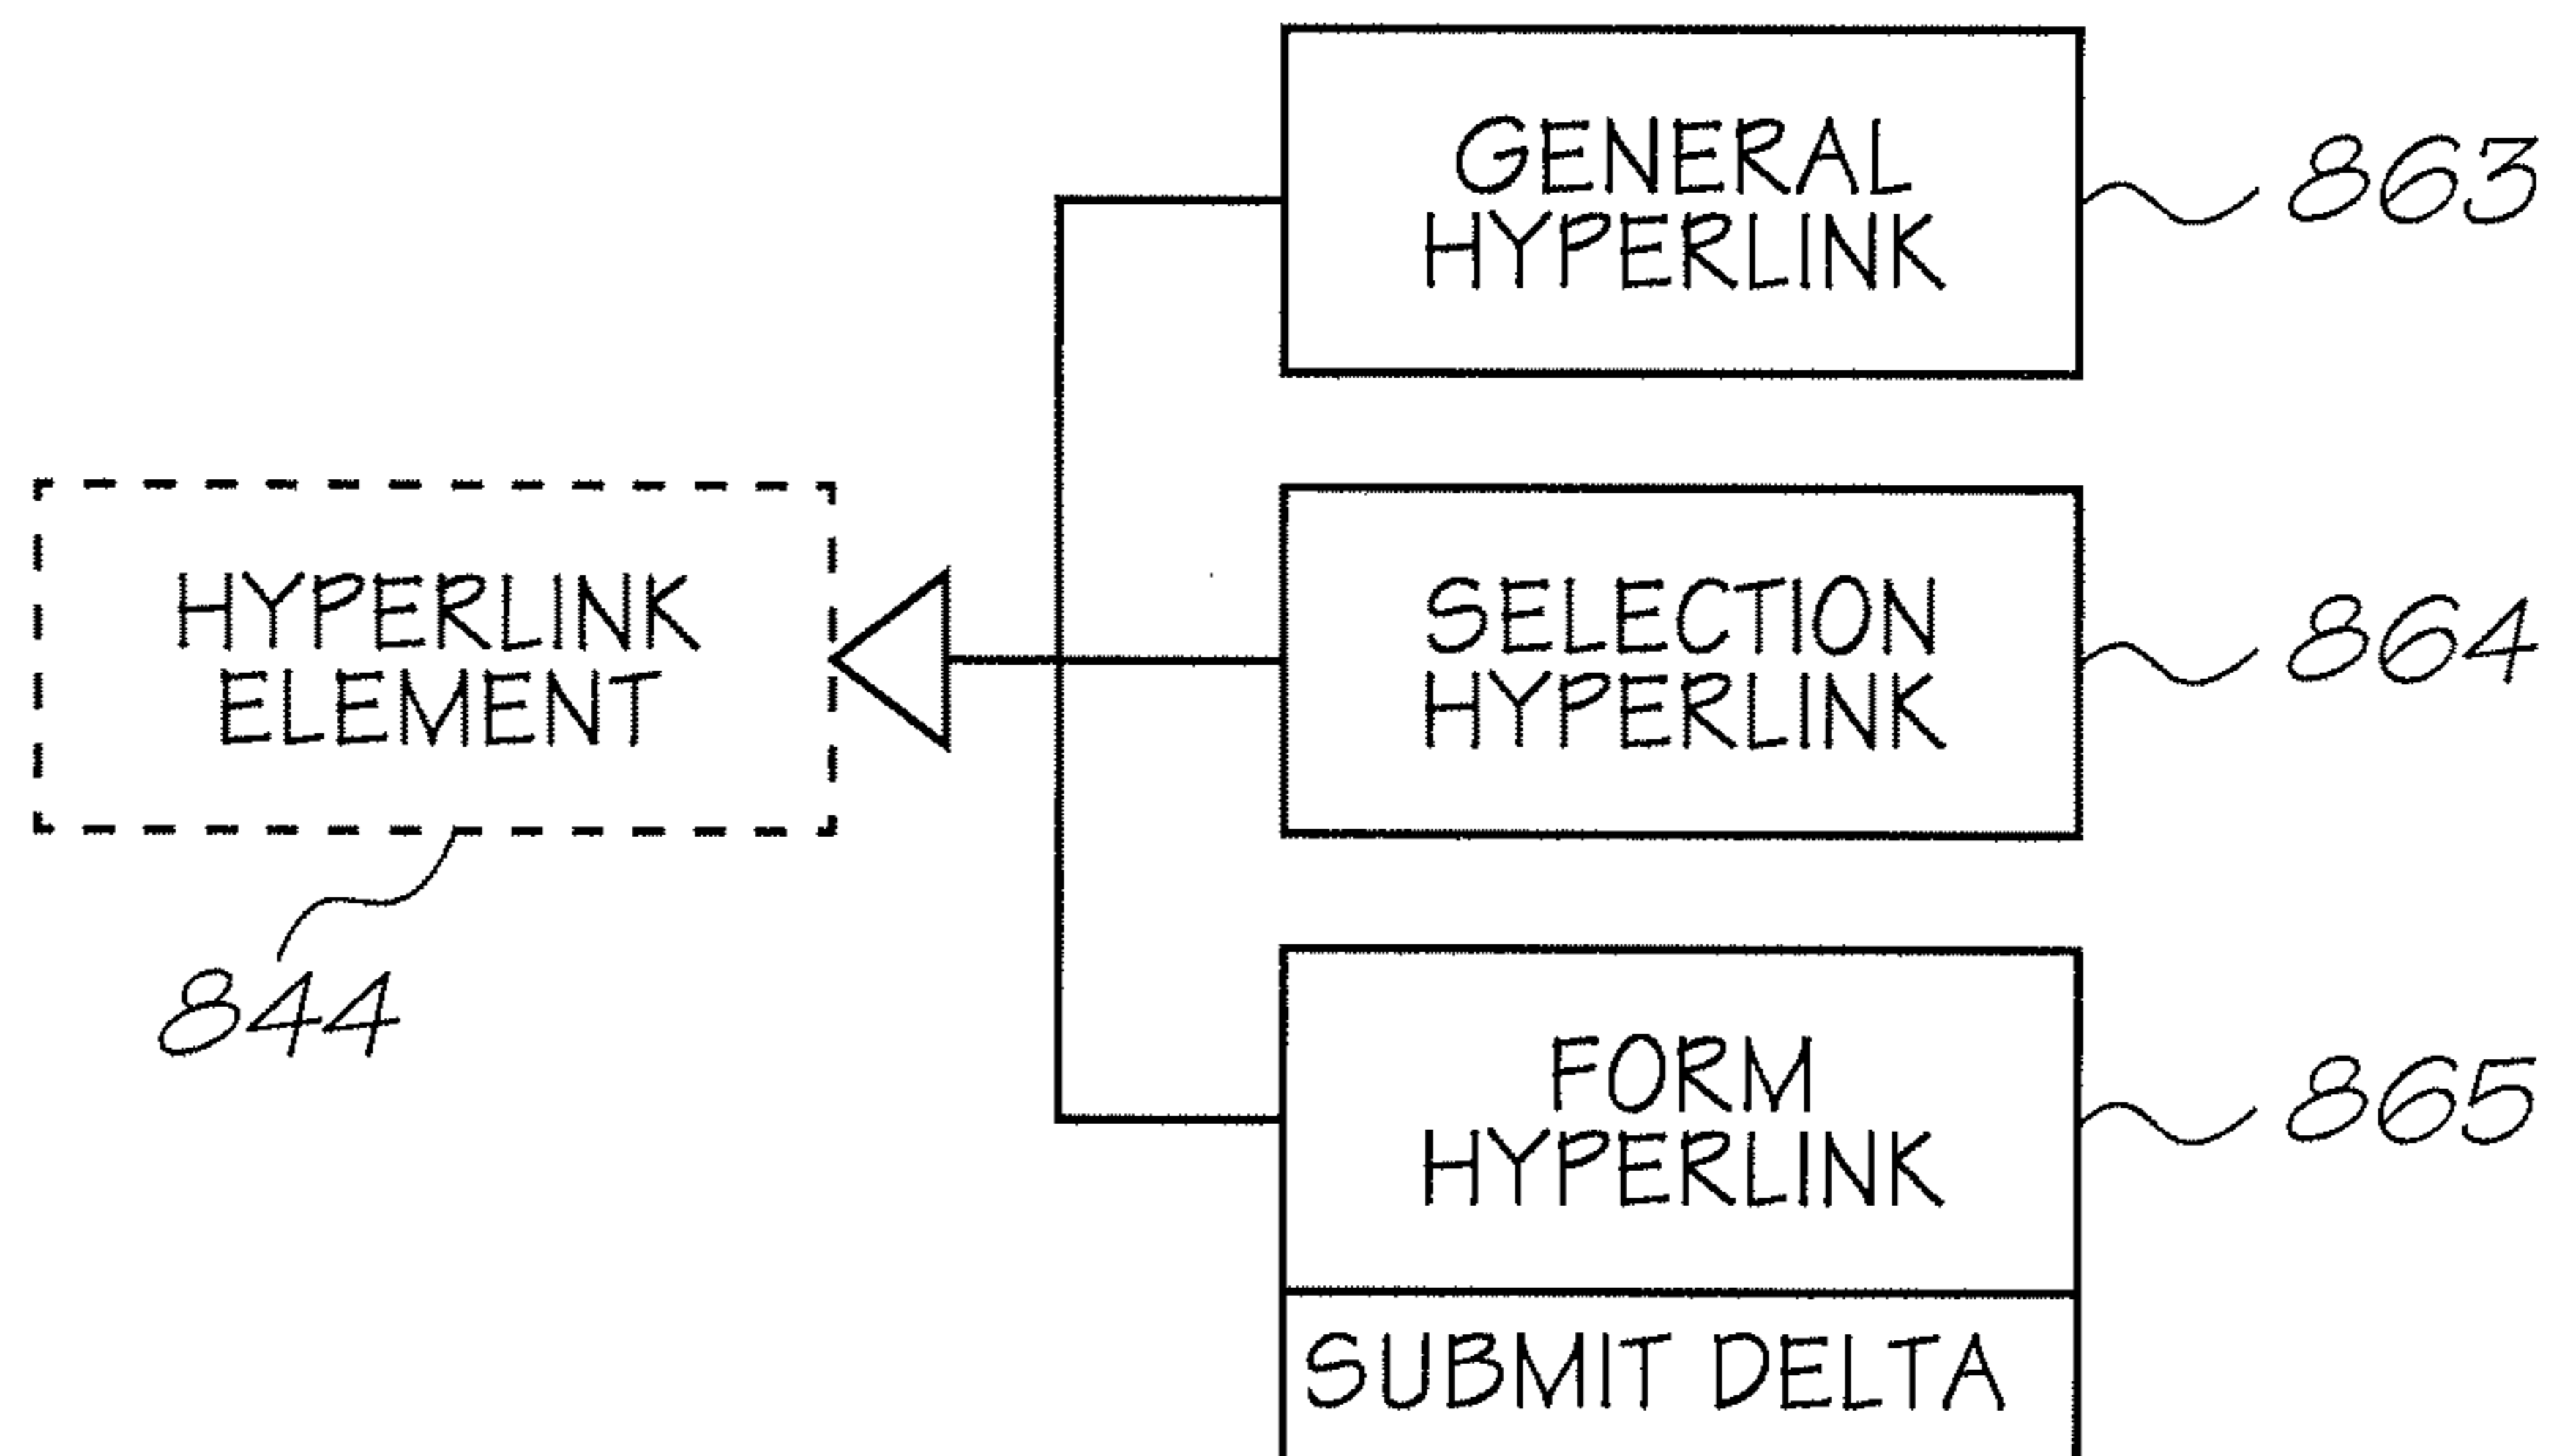 GENERAL
HYPERLINK
863
HYPERLINK
ELEMENT
844
SELECTION
HYPERLINK
864
FORM
HYPERLINK
865
SUBMIT DELTA